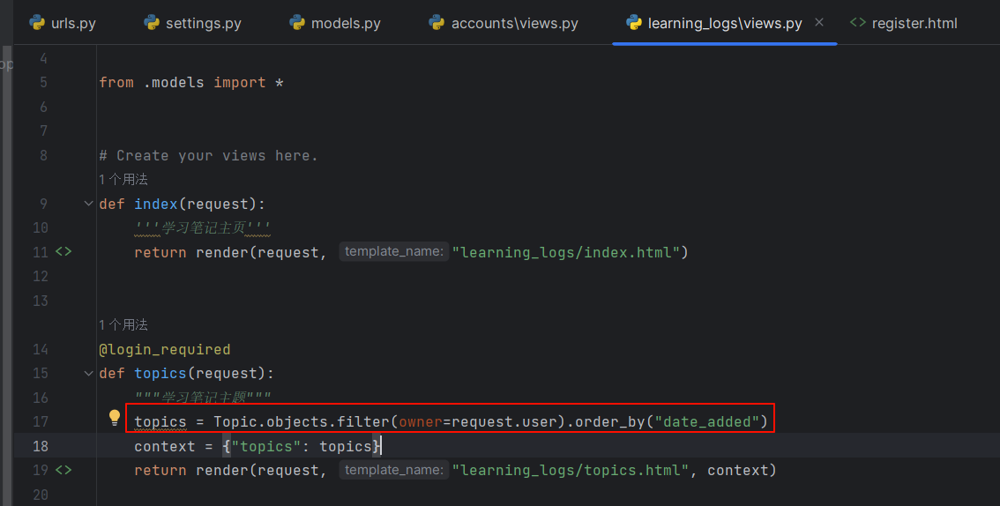 urls.py settings.py models.py accounts\views.py learning_logs\views.py register.html
op
4
5 from .models import *
6
7
8 # Create your views here.
1 个用法
9 def index(request):
10 '''学习笔记主页'''
11 return render(request, template_name: "learning_logs/index.html")
12
13
1 个用法
14 @login_required
15 def topics(request):
16 """学习笔记主题"""
17 topics = Topic.objects.filter(owner=request.user).order_by("date_added")
18 context = {"topics": topics}
19 return render(request, template_name: "learning_logs/topics.html", context)
20